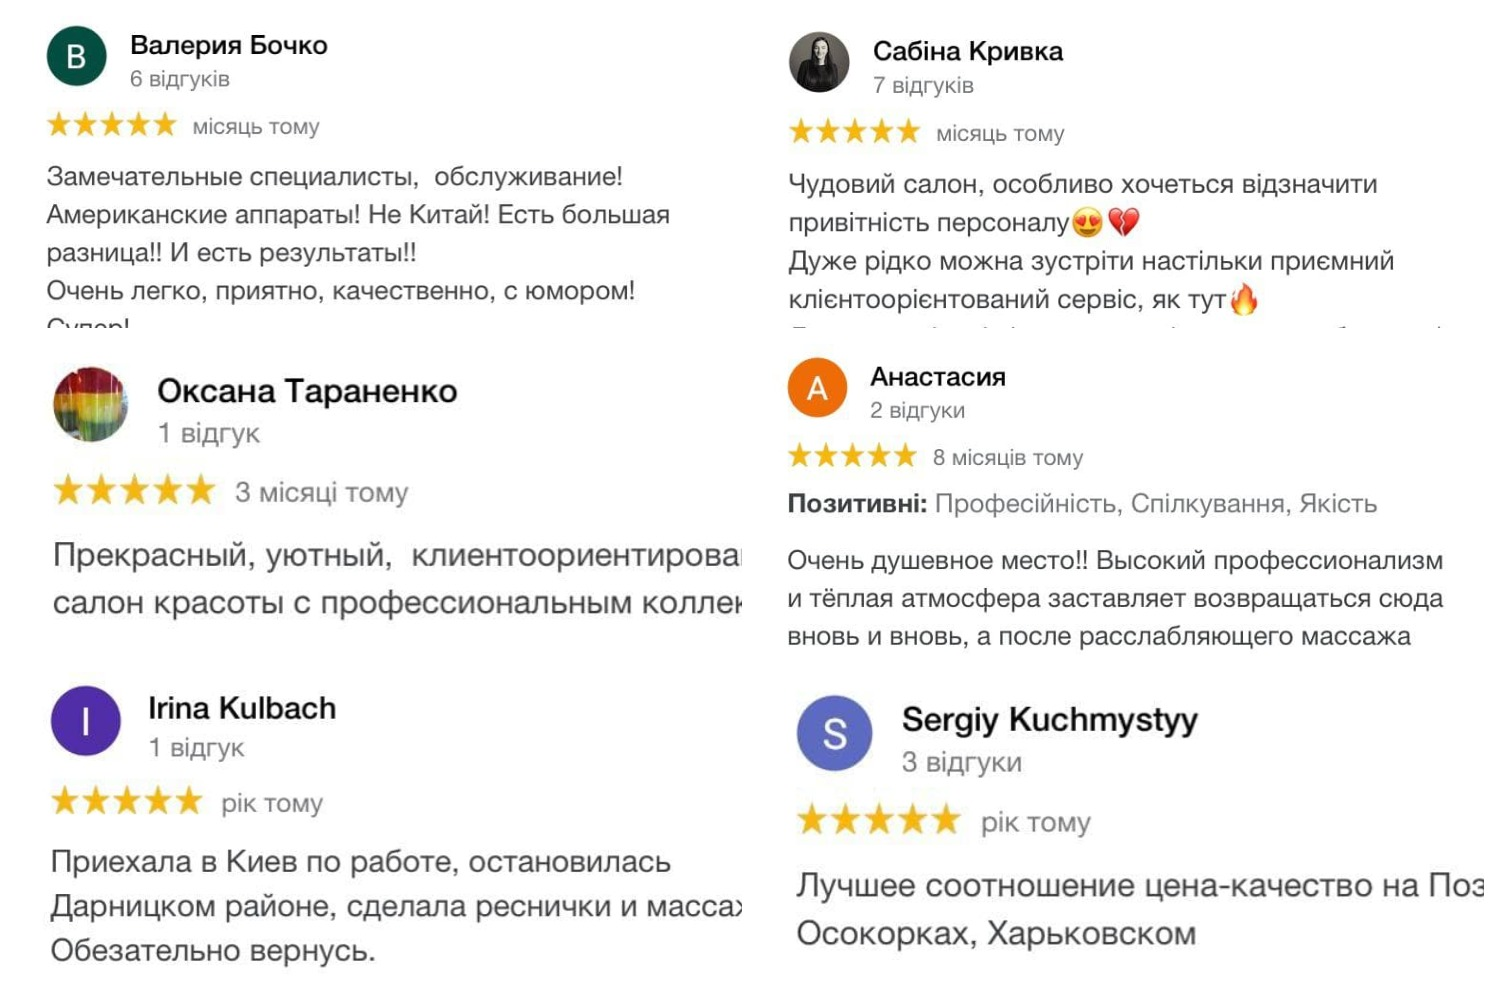 В
Валерия Бочко
6 відгуків
місяць тому
Замечательные специалисты, обслуживание!
Американские аппараты! Не Китай! Есть большая
разница!! И есть результаты!!
Очень легко, приятно, качественно, с юмором!
Супер!
Сабіна Кривка
7 відгуків
місяць тому
Чудовий салон, особливо хочеться відзначити
привітність персоналу😍💔
Дуже рідко можна зустріти настільки приємний
клієнтоорієнтований сервіс, як тут🔥
Оксана Тараненко
1 відгук
3 місяці тому
Прекрасный, уютный, клиентоориентирова
салон красоты с профессиональным коллек
А
Анастасия
2 відгуки
8 місяців тому
Позитивні: Професійність, Спілкування, Якість
Очень душевное место!! Высокий профессионализм
и тёплая атмосфера заставляет возвращаться сюда
вновь и вновь, а после расслабляющего массажа
I
Irina Kulbach
1 відгук
рік тому
Приехала в Киев по работе, остановилась
Дарницком районе, сделала реснички и массаж
Обезательно вернусь.
S
Sergiy Kuchmystyy
3 відгуки
рік тому
Лучшее соотношение цена-качество на Поз
Осокорках, Харьковском